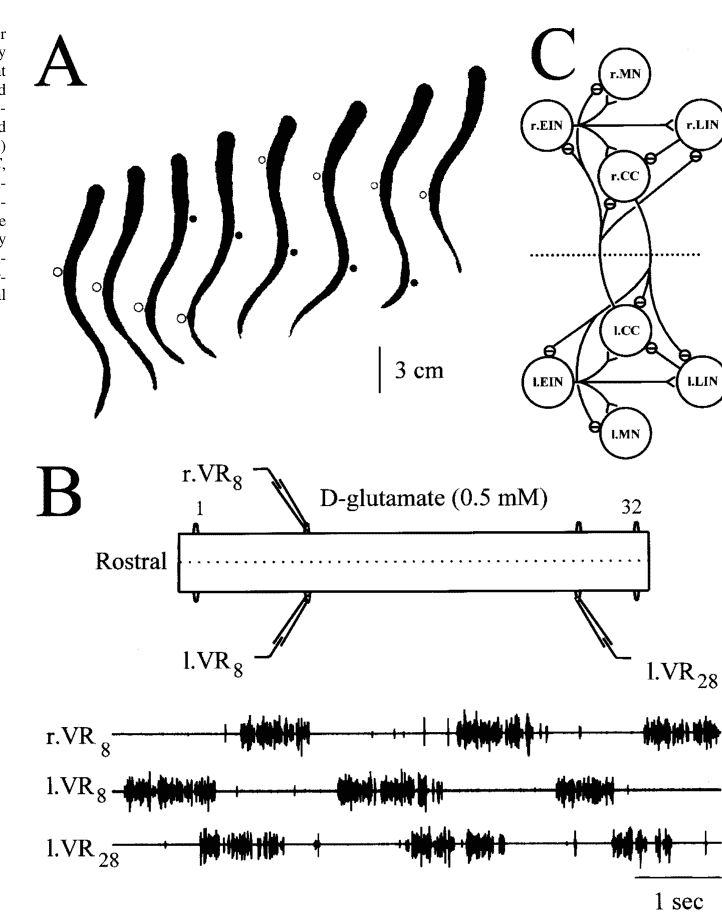 A
C
r.MN
r.EIN
r.LIN
r.CC
l.CC
l.EIN
l.LIN
l.MN
3 cm
B
r.VR8
D-glutamate (0.5 mM)
1
32
Rostral
l.VR8
l.VR28
r.VR8
l.VR8
l.VR28
1 sec